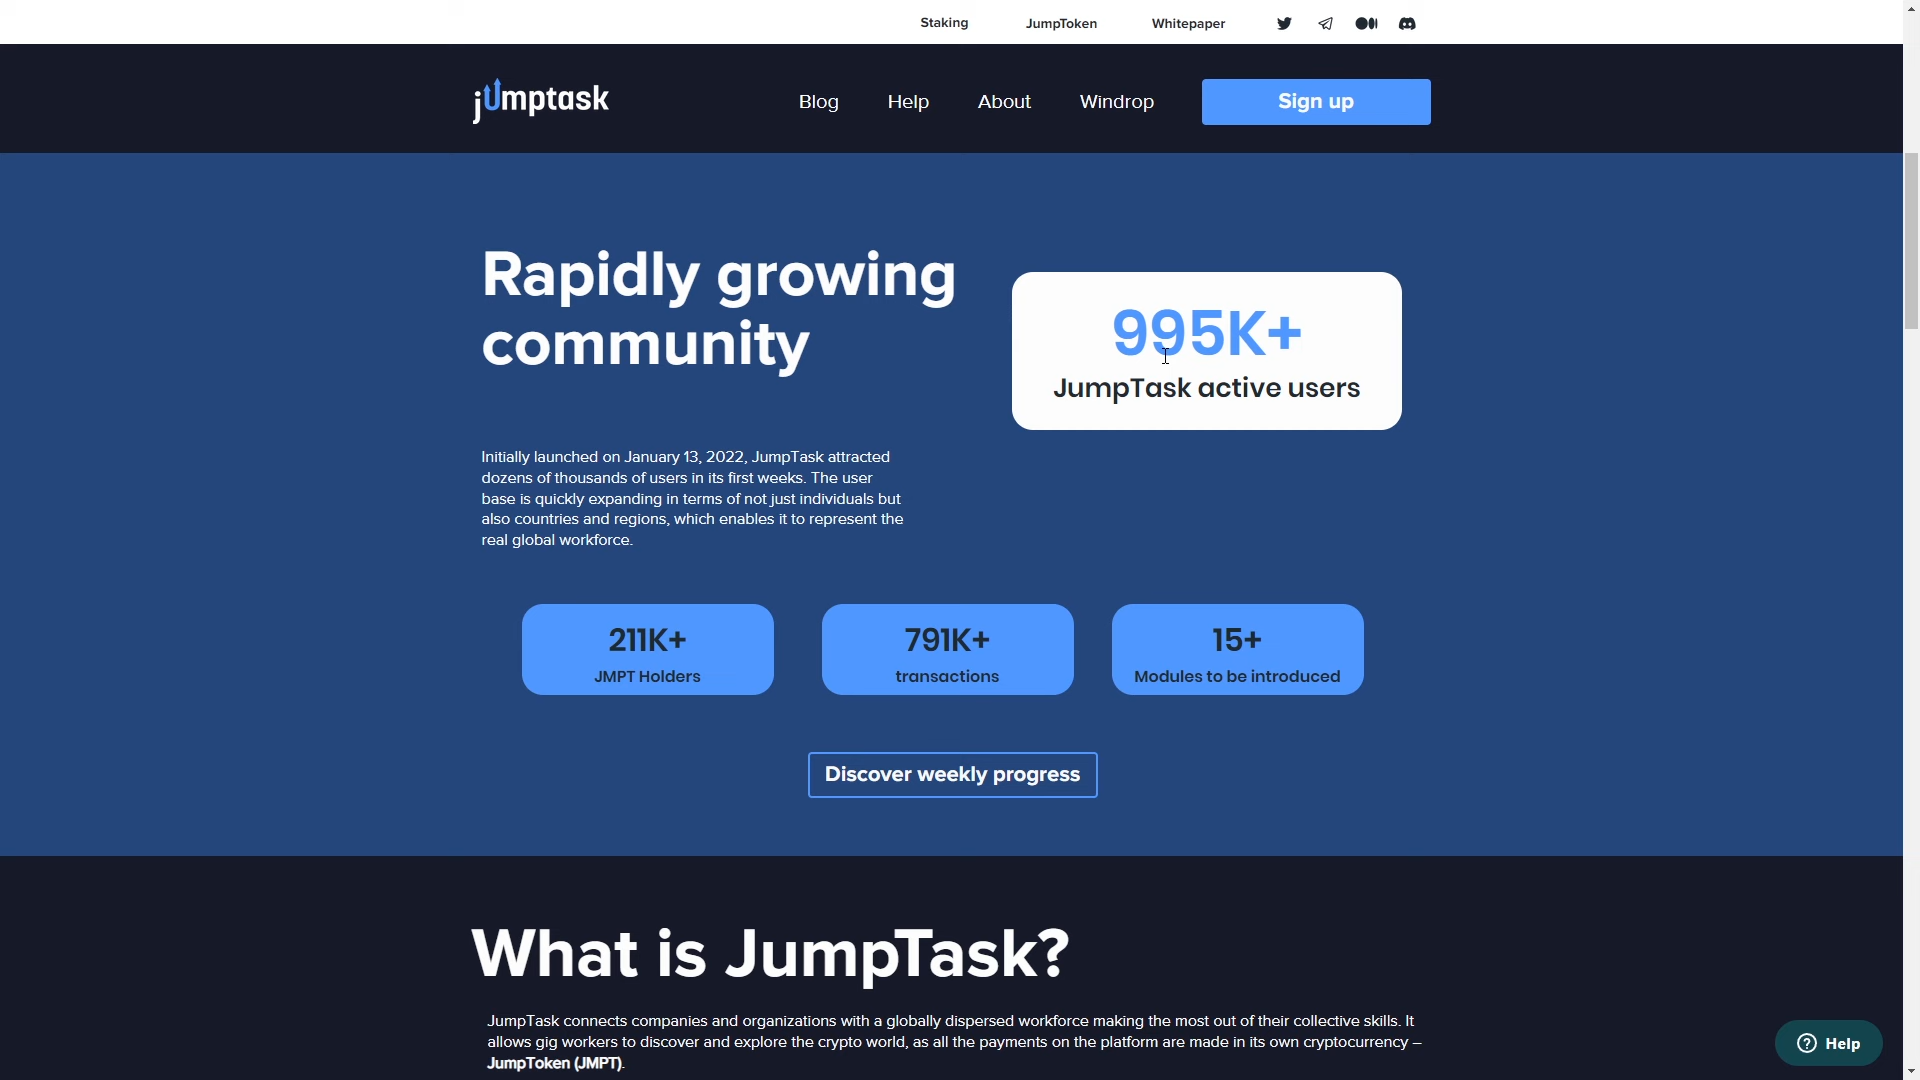 Staking JumpToken Whitepaper
jumptask Blog Help About Windrop Sign up
Rapidly growing
community
995K+
JumpTask active users
Initially launched on January 13, 2022, JumpTask attracted
dozens of thousands of users in its first weeks. The user
base is quickly expanding in terms of not just individuals but
also countries and regions, which enables it to represent the
real global workforce.
211K+
JMPT Holders
791K+
transactions
15+
Modules to be introduced
Discover weekly progress
What is JumpTask?
JumpTask connects companies and organizations with a globally dispersed workforce making the most out of their collective skills. It
allows gig workers to discover and explore the crypto world, as all the payments on the platform are made in its own cryptocurrency –
JumpToken (JMPT).
Help